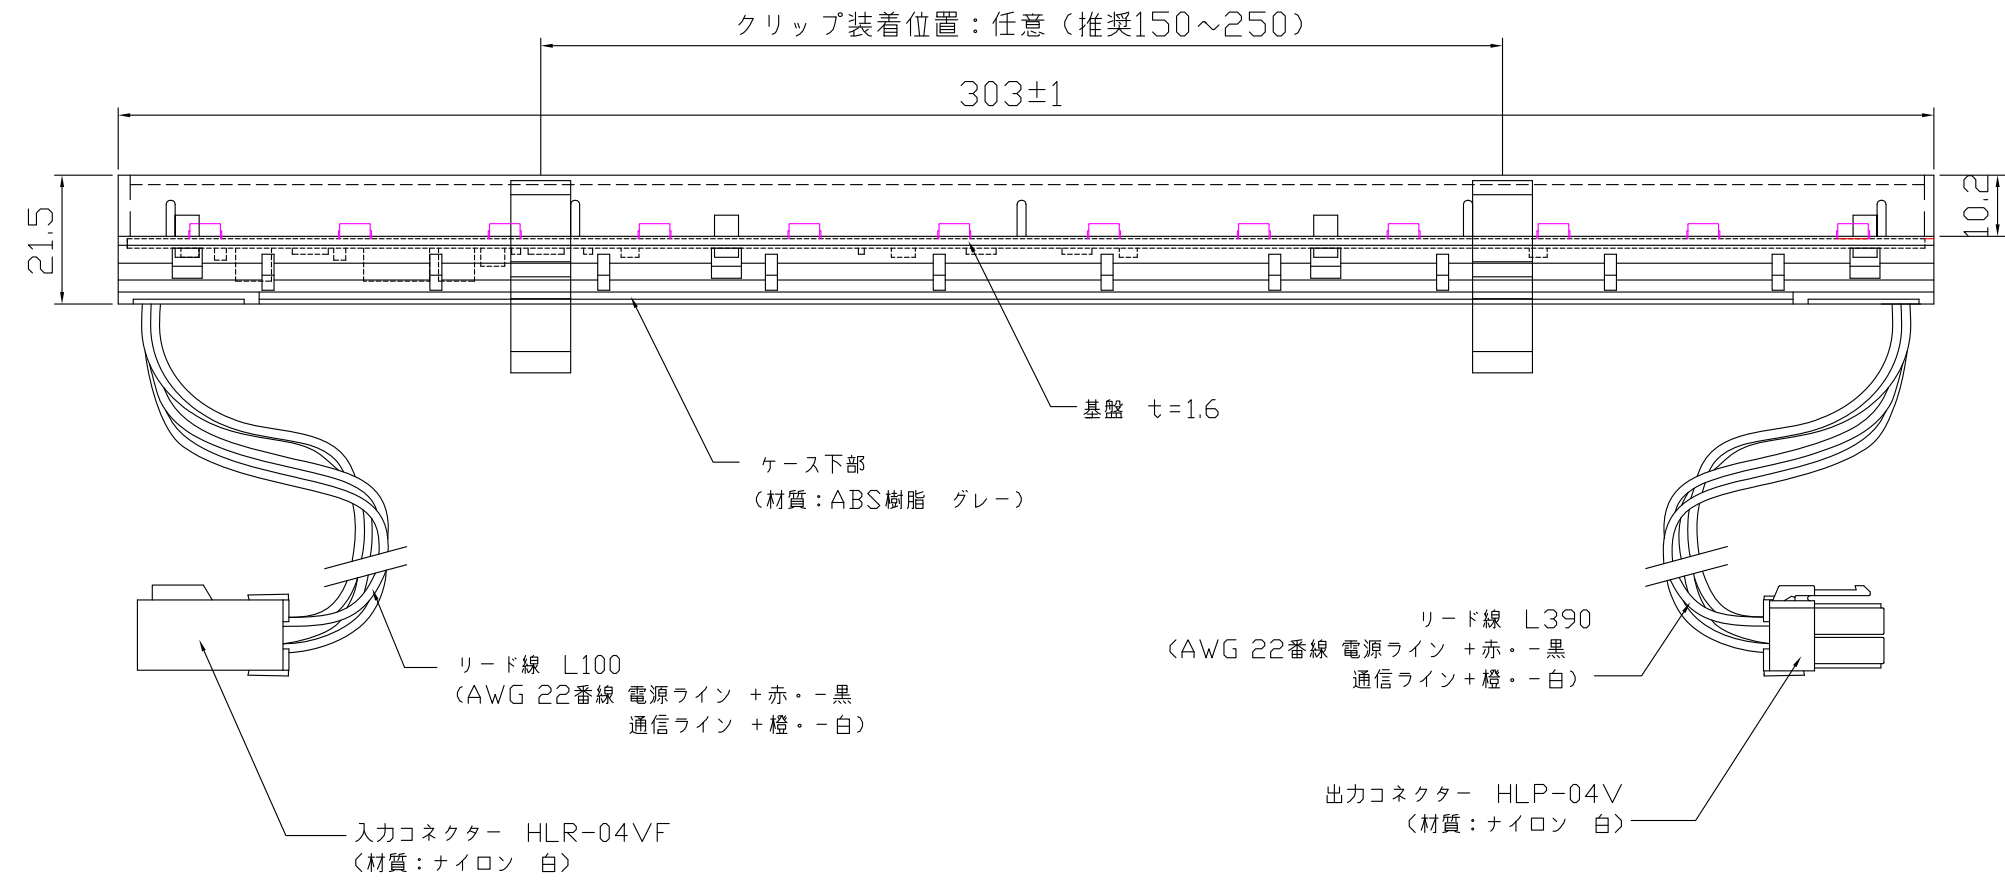 クリップ装着位置：任意（推奨150～250）
303±1
21.5
10.2
基盤　t=1.6
ケース下部
（材質：ABS樹脂　グレー）
リード線　L100
（AWG 22番線 電源ライン ＋赤・－黒
通信ライン ＋橙・－白）
リード線　L390
（AWG 22番線 電源ライン ＋赤・－黒
通信ライン＋橙・－白）
入力コネクター　HLR-04VF
（材質：ナイロン　白）
出力コネクター　HLP-04V
（材質：ナイロン　白）